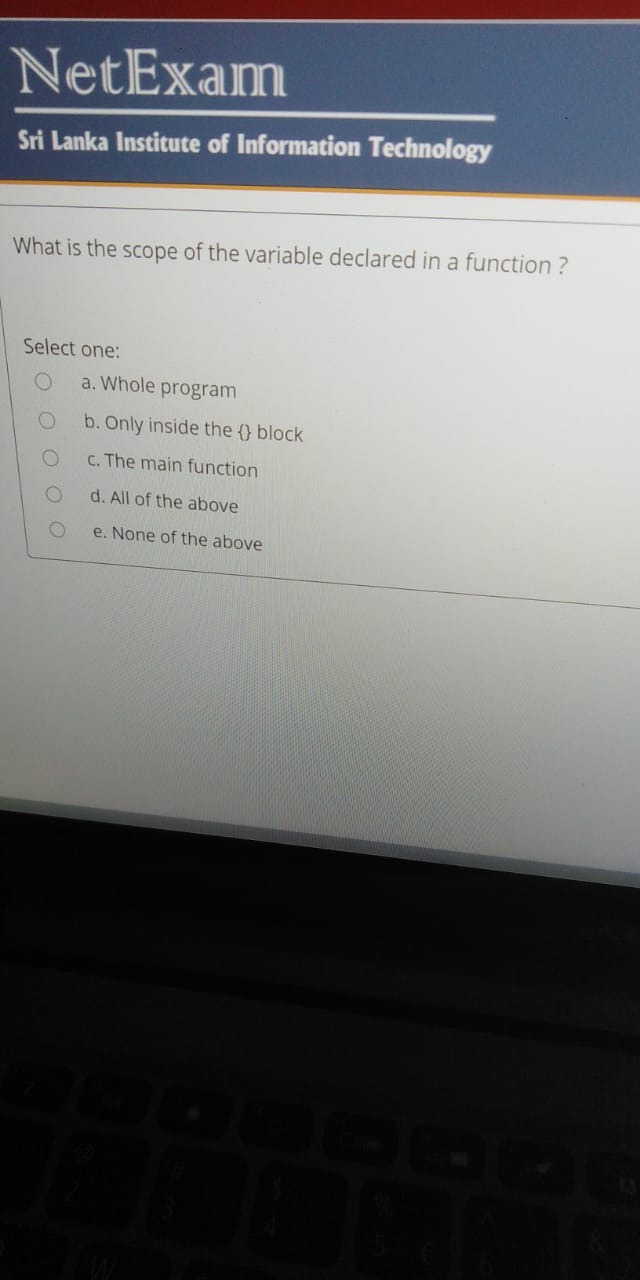 NetExam
Sri Lanka Institute of Information Technology
What is the scope of the variable declared in a function ?
Select one:
a. Whole program
b. Only inside the {} block
c. The main function
d. All of the above
e. None of the above